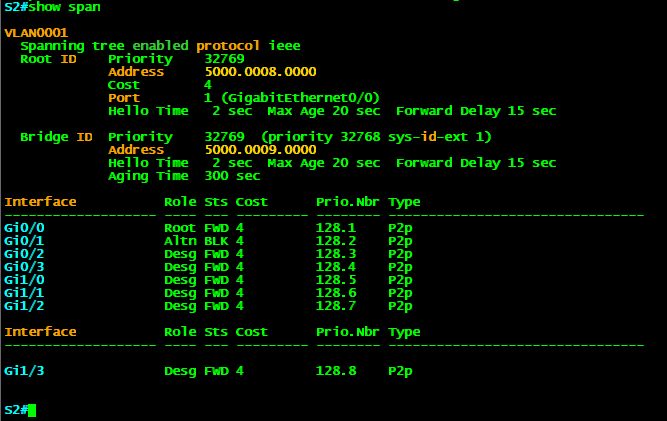 S2#show span
VLAN0001
  Spanning tree enabled protocol ieee
  Root ID    Priority    32769
             Address     5000.0008.0000
             Cost        4
             Port        1 (GigabitEthernet0/0)
             Hello Time   2 sec  Max Age 20 sec  Forward Delay 15 sec
  Bridge ID  Priority    32769  (priority 32768 sys-id-ext 1)
             Address     5000.0009.0000
             Hello Time   2 sec  Max Age 20 sec  Forward Delay 15 sec
             Aging Time  300 sec
Interface           Role Sts Cost      Prio.Nbr Type
------------------- ---- --- --------- -------- --------------------------------
Gi0/0               Root FWD 4         128.1    P2p
Gi0/1               Altn BLK 4         128.2    P2p
Gi0/2               Desg FWD 4         128.3    P2p
Gi0/3               Desg FWD 4         128.4    P2p
Gi1/0               Desg FWD 4         128.5    P2p
Gi1/1               Desg FWD 4         128.6    P2p
Gi1/2               Desg FWD 4         128.7    P2p
Interface           Role Sts Cost      Prio.Nbr Type
------------------- ---- --- --------- -------- --------------------------------
Gi1/3               Desg FWD 4         128.8    P2p
S2#